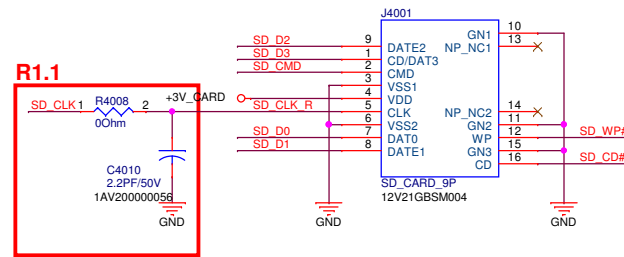 J4001
R1.1
SD_CLK 1 R4008 2
0Ohm
+3V_CARD
C4010
2.2PF/50V
1AV200000056
GND
SD_D2 9 DATE2
SD_D3 1 CD/DAT3
SD_CMD 2 CMD
3 VSS1
4 VDD
SD_CLK_R 5 CLK
6 VSS2
SD_D0 7 DAT0
SD_D1 8 DATE1
GND
GN1 10
NP_NC1 13
NP_NC2 14
GN2 11
WP 12 SD_WP#
GN3 15
CD 16 SD_CD#
SD_CARD_9P
12V21GBSM004
GND